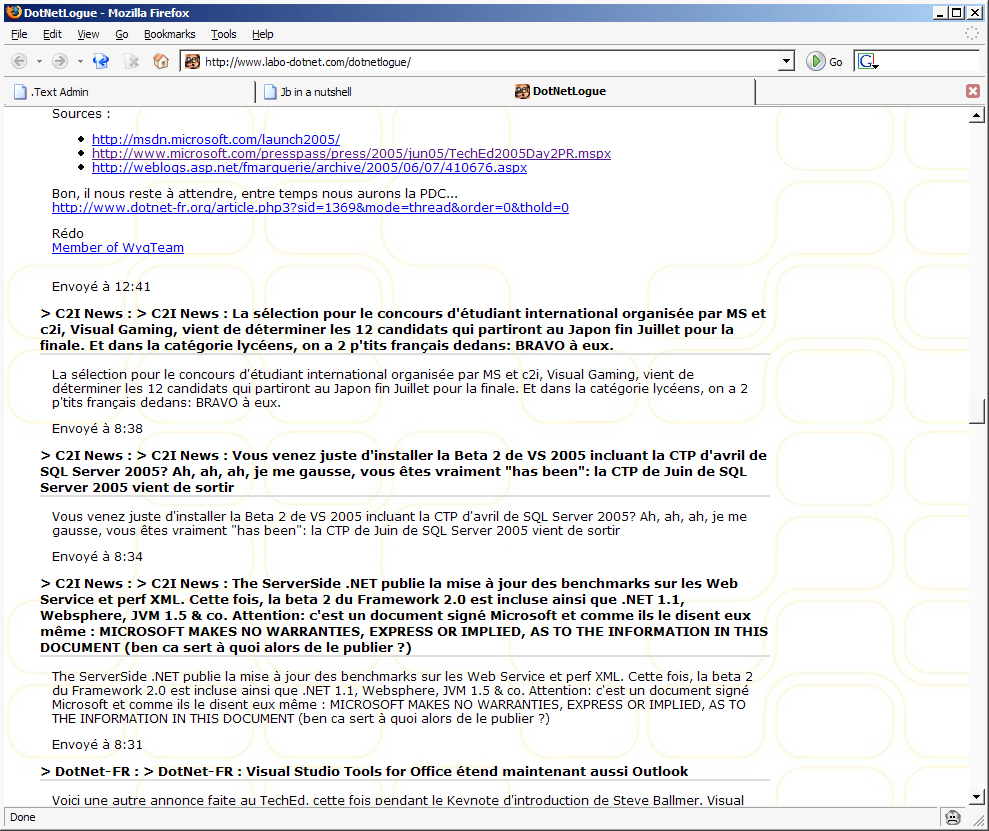 DotNetLogue - Mozilla Firefox
File Edit View Go Bookmarks Tools Help
http://www.labo-dotnet.com/dotnetlogue/ Go G
.Text Admin Jb in a nutshell DotNetLogue
Sources :
http://msdn.microsoft.com/launch2005/
http://www.microsoft.com/presspass/press/2005/jun05/TechEd2005Day2PR.mspx
http://weblogs.asp.net/fmarguerie/archive/2005/06/07/410676.aspx
Bon, il nous reste à attendre, entre temps nous aurons la PDC...
http://www.dotnet-fr.org/article.php3?sid=1369&mode=thread&order=0&thold=0
Rédo
Member of WygTeam
Envoyé à 12:41
> C2I News : > C2I News : La sélection pour le concours d'étudiant international organisée par MS et
c2i, Visual Gaming, vient de déterminer les 12 candidats qui partiront au Japon fin Juillet pour la
finale. Et dans la catégorie lycéens, on a 2 p'tits français dedans: BRAVO à eux.
La sélection pour le concours d'étudiant international organisée par MS et c2i, Visual Gaming, vient de
déterminer les 12 candidats qui partiront au Japon fin Juillet pour la finale. Et dans la catégorie lycéens, on a 2
p'tits français dedans: BRAVO à eux.
Envoyé à 8:38
> C2I News : > C2I News : Vous venez juste d'installer la Beta 2 de VS 2005 incluant la CTP d'avril de
SQL Server 2005? Ah, ah, ah, je me gausse, vous êtes vraiment "has been": la CTP de Juin de SQL
Server 2005 vient de sortir
Vous venez juste d'installer la Beta 2 de VS 2005 incluant la CTP d'avril de SQL Server 2005? Ah, ah, ah, je me
gausse, vous êtes vraiment "has been": la CTP de Juin de SQL Server 2005 vient de sortir
Envoyé à 8:34
> C2I News : > C2I News : The ServerSide .NET publie la mise à jour des benchmarks sur les Web
Service et perf XML. Cette fois, la beta 2 du Framework 2.0 est incluse ainsi que .NET 1.1,
Websphere, JVM 1.5 & co. Attention: c'est un document signé Microsoft et comme ils le disent eux
même : MICROSOFT MAKES NO WARRANTIES, EXPRESS OR IMPLIED, AS TO THE INFORMATION IN THIS
DOCUMENT (ben ca sert à quoi alors de le publier ?)
The ServerSide .NET publie la mise à jour des benchmarks sur les Web Service et perf XML. Cette fois, la beta 2
du Framework 2.0 est incluse ainsi que .NET 1.1, Websphere, JVM 1.5 & co. Attention: c'est un document signé
Microsoft et comme ils le disent eux même : MICROSOFT MAKES NO WARRANTIES, EXPRESS OR IMPLIED, AS TO
THE INFORMATION IN THIS DOCUMENT (ben ca sert à quoi alors de le publier ?)
Envoyé à 8:31
> DotNet-FR : > DotNet-FR : Visual Studio Tools for Office étend maintenant aussi Outlook
Voici une autre annonce faite au TechEd, cette fois pendant le Keynote d'introduction de Steve Ballmer. Visual
Done